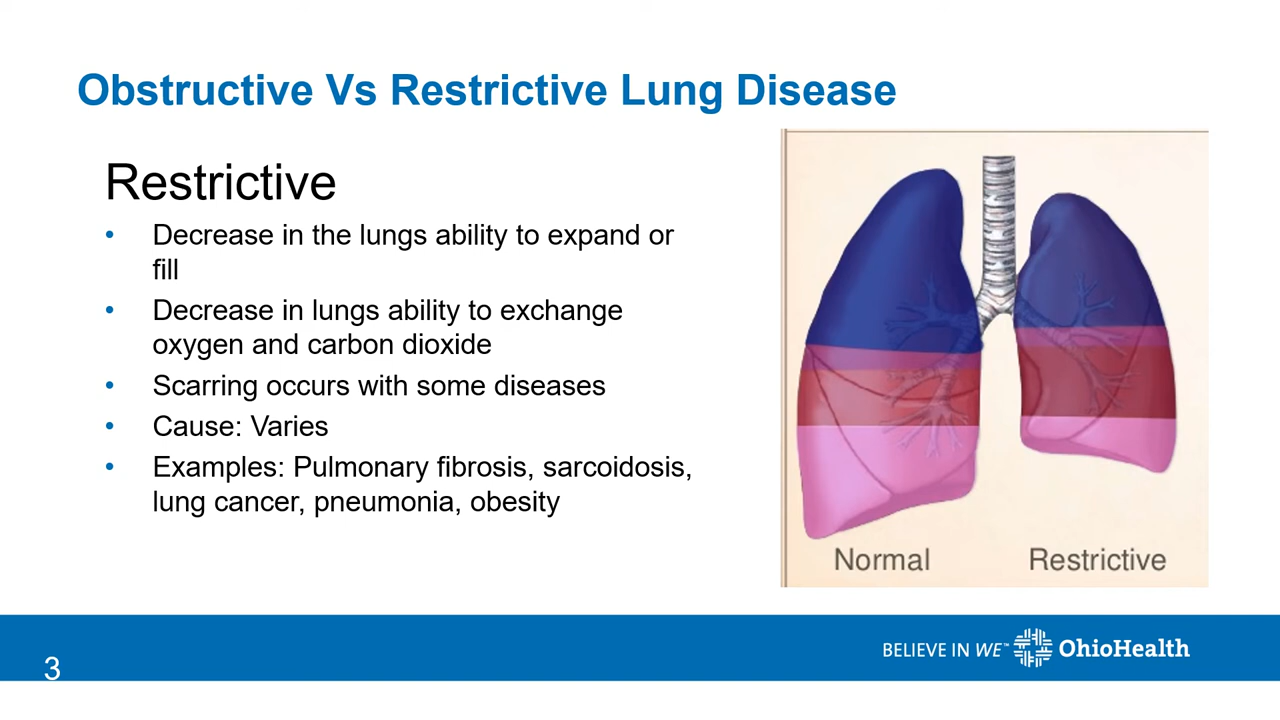 Obstructive Vs Restrictive Lung Disease
Restrictive
• Decrease in the lungs ability to expand or
fill
• Decrease in lungs ability to exchange
oxygen and carbon dioxide
• Scarring occurs with some diseases
• Cause: Varies
• Examples: Pulmonary fibrosis, sarcoidosis,
lung cancer, pneumonia, obesity
Normal
Restrictive
BELIEVE IN WE™ OhioHealth
3